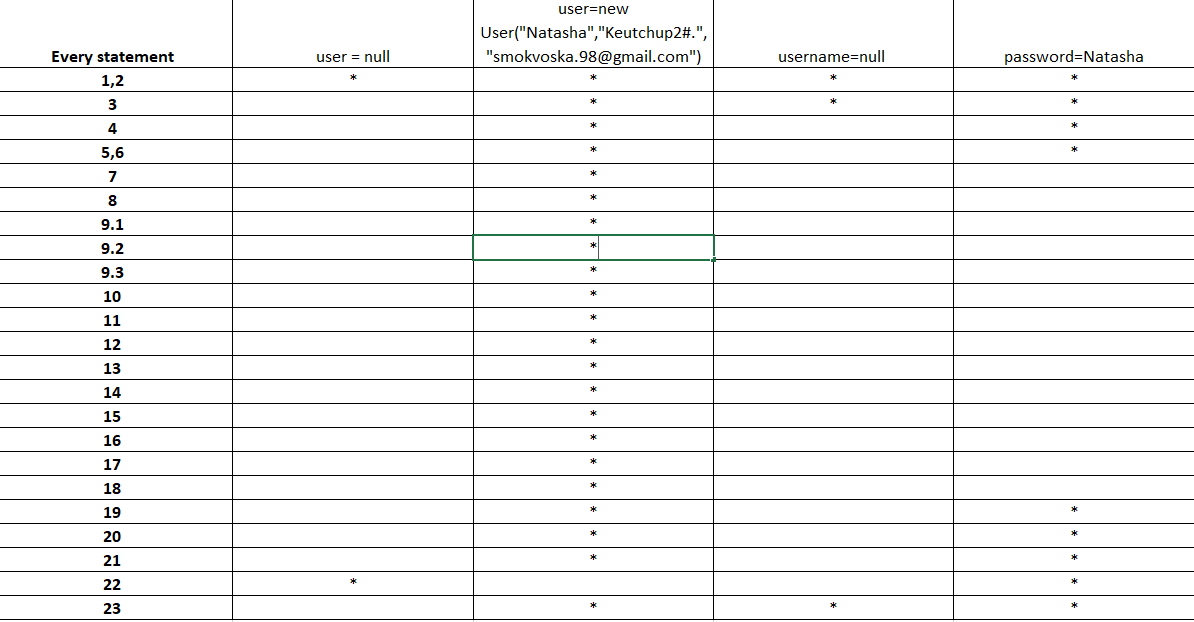 user=new
User("Natasha","Keutchup2#.",
Every statement user = null "smokvoska.98@gmail.com") username=null password=Natasha
1,2 * * * *
3 * * *
4 * *
5,6 * *
7 *
8 *
9.1 *
9.2 *
9.3 *
10 *
11 *
12 *
13 *
14 *
15 *
16 *
17 *
18 *
19 * *
20 * *
21 * *
22 * *
23 * * *